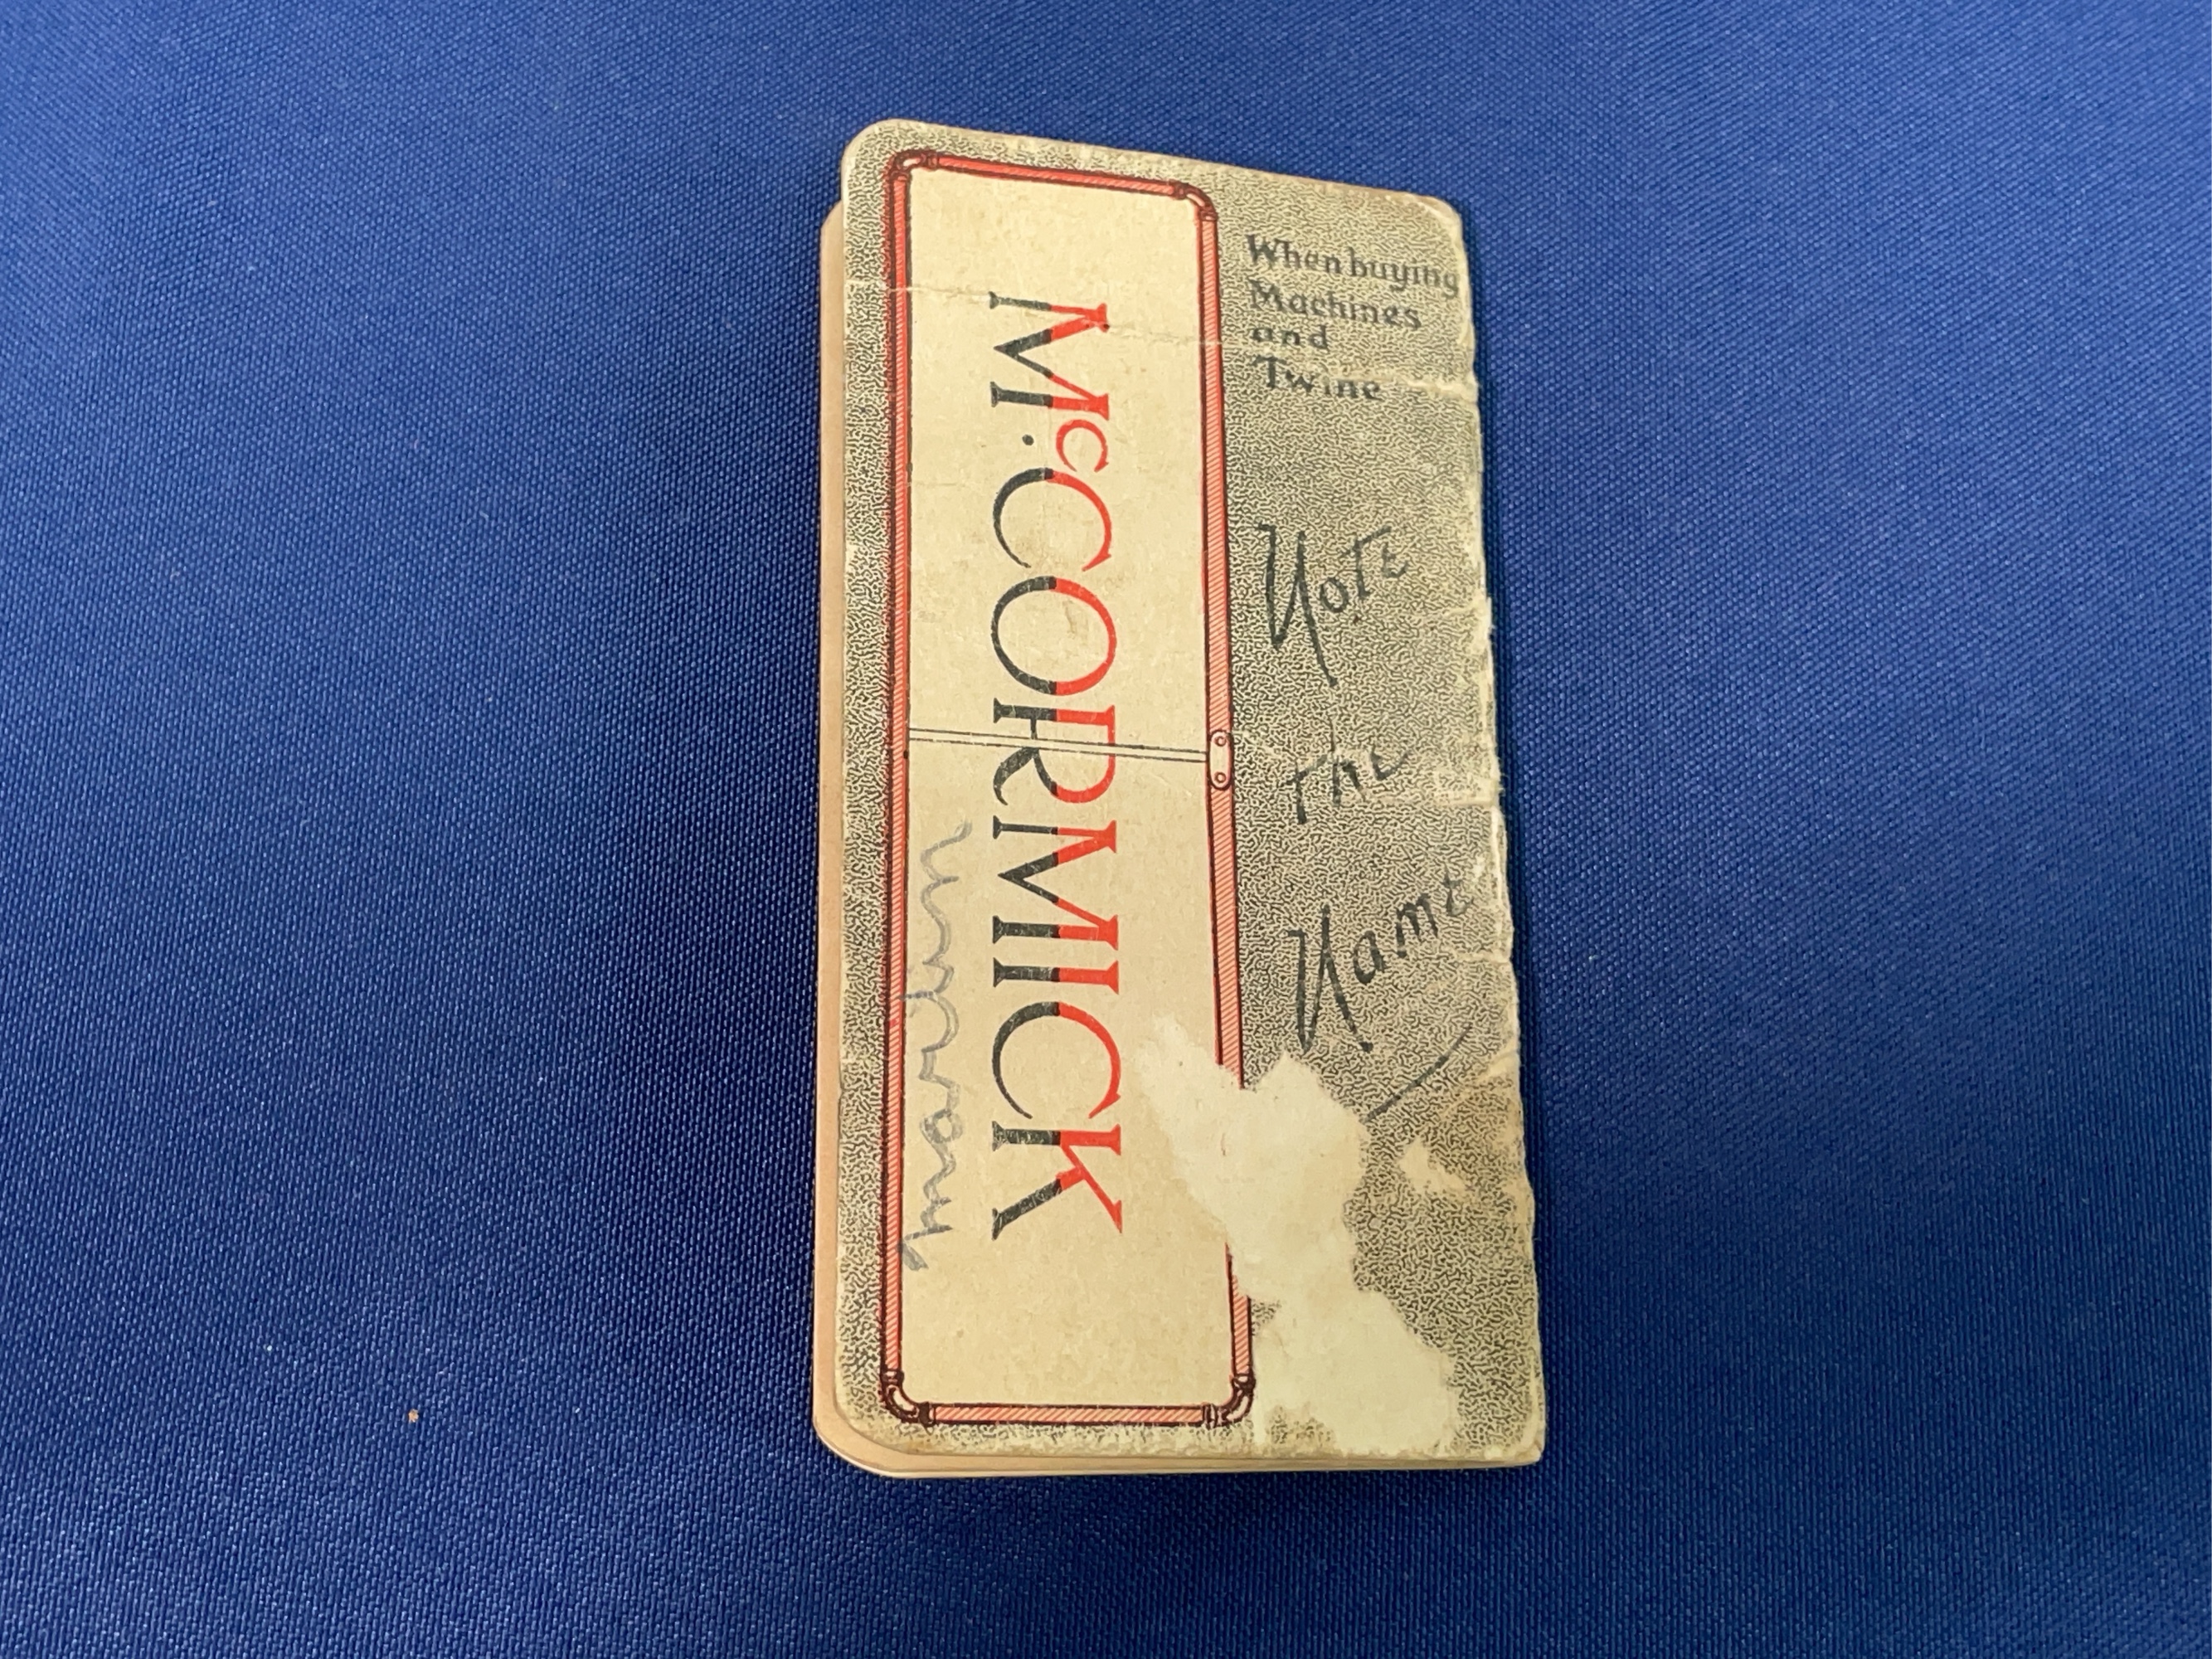 When buying
Machines
and
Twine
Note
the
Name
McCORMICK